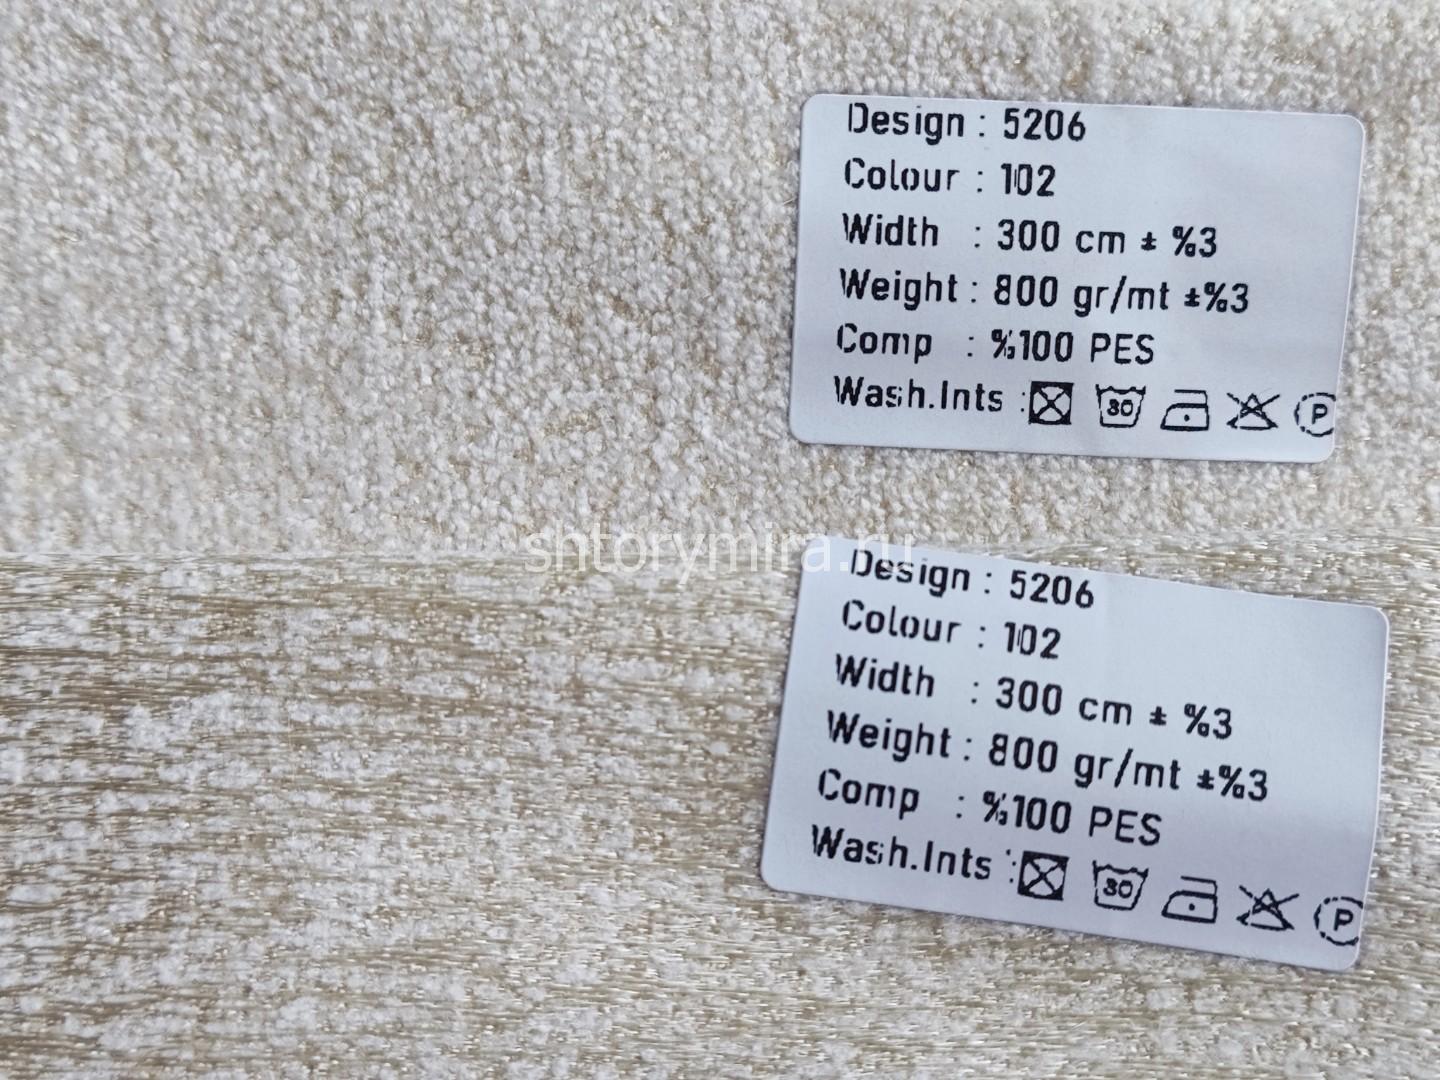 Design : 5206
Colour : 102
Width : 300 cm ± %3
Weight : 800 gr/mt ±%3
Comp : %100 PES
Wash.Ints : 30 P
shtorymira.ru
Design : 5206
Colour : 102
Width : 300 cm ± %3
Weight : 800 gr/mt ±%3
Comp : %100 PES
Wash.Ints : 30 P